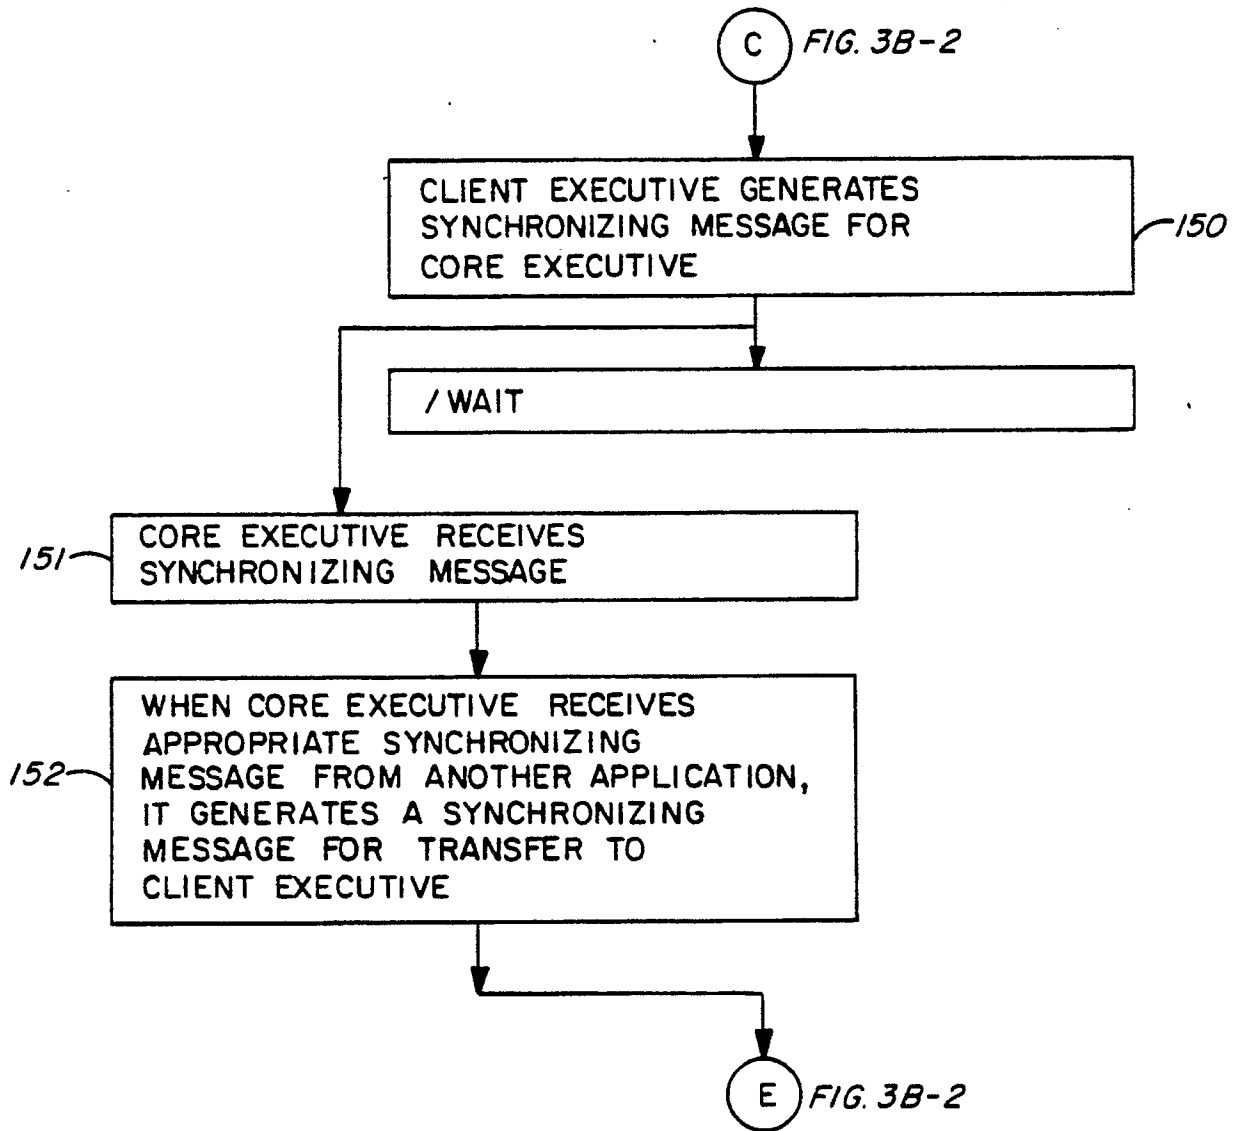 C FIG. 3B-2
CLIENT EXECUTIVE GENERATES
SYNCHRONIZING MESSAGE FOR
CORE EXECUTIVE
150
/WAIT
151
CORE EXECUTIVE RECEIVES
SYNCHRONIZING MESSAGE
152
WHEN CORE EXECUTIVE RECEIVES
APPROPRIATE SYNCHRONIZING
MESSAGE FROM ANOTHER APPLICATION,
IT GENERATES A SYNCHRONIZING
MESSAGE FOR TRANSFER TO
CLIENT EXECUTIVE
E FIG. 3B-2